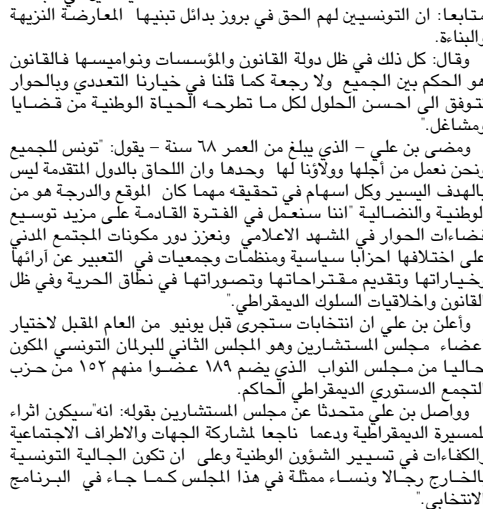 متابعا: ان التونسيين لهم الحق في بروز بدائل تبنيها المعارضة النزيهة
والبناءة.
وقال: كل ذلك في ظل دولة القانون والمؤسسات ونواميسها فالقانون
هو الحكم بين الجميع ولا رجعة كما قلنا في خيارنا التعددي وبالحوار
نتوفق الى احسن الحلول لكل ما تطرحه الحياة الوطنية من قضايا
ومشاغل."
ومضى بن علي – الذي يبلغ من العمر ٦٨ سنة – يقول: "تونس للجميع
ونحن نعمل من أجلها وولاؤنا لها وحدها وان اللحاق بالدول المتقدمة ليس
بالهدف اليسير وكل اسهام في تحقيقه مهما كان الموقع والدرجة هو من
الوطنية والنضالية "اننا سنعمل في الفترة القادمة على مزيد توسيع
فضاءات الحوار في المشهد الاعلامي ونعزز دور مكونات المجتمع المدني
على اختلافها احزابا سياسية ومنظمات وجمعيات في التعبير عن آرائها
وخياراتها وتقديم مقتراحاتها وتصوراتها في نطاق الحرية وفي ظل
القانون واخلاقيات السلوك الديمقراطي."
وأعلن بن علي ان انتخابات ستجرى قبل يونيو من العام المقبل لاختيار
اعضاء مجلس المستشارين وهو المجلس الثاني للبرلمان التونسي المكون
حاليا من مجلس النواب الذي يضم ١٨٩ عضوا منهم ١٥٢ من حزب
التجمع الدستوري الديمقراطي الحاكم.
وواصل بن علي متحدثا عن مجلس المستشارين بقوله: انه"سيكون اثراء
للمسيرة الديمقراطية ودعما ناجعا لمشاركة الجهات والاطراف الاجتماعية
والكفاءات في تسيير الشؤون الوطنية وعلى ان تكون الجالية التونسية
بالخارج رجالا ونساء ممثلة في هذا المجلس كما جاء في البرنامج
الانتخابي."